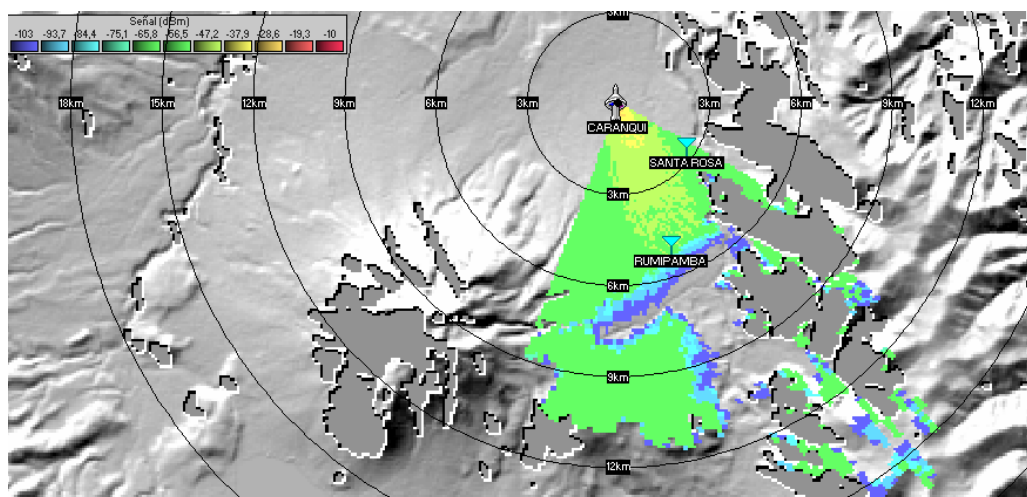 Señal (dBm)
-103 -93,7 -84,4 -75,1 -65,8 -56,5 -47,2 -37,9 -28,6 -19,3 -10
3km
18km 15km 12km 9km 6km 3km 3km 6km 9km 12km
CARANQUI
SANTA ROSA
3km
RUMIPAMBA
6km
9km
12km